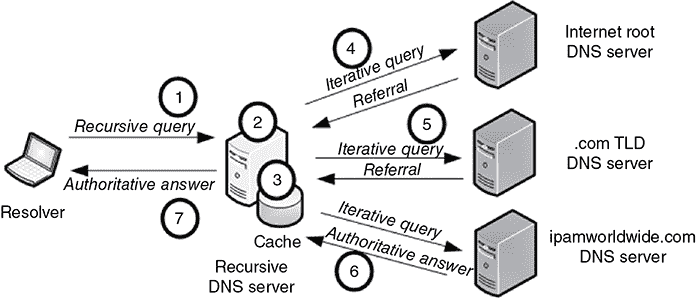 1
Recursive query
Resolver
Authoritative answer
7
2
3
Cache
Recursive
DNS server
4
Iterative query
Referral
Internet root
DNS server
5
Iterative query
Referral
.com TLD
DNS server
Iterative query
Authoritative answer
6
ipamworldwide.com
DNS server